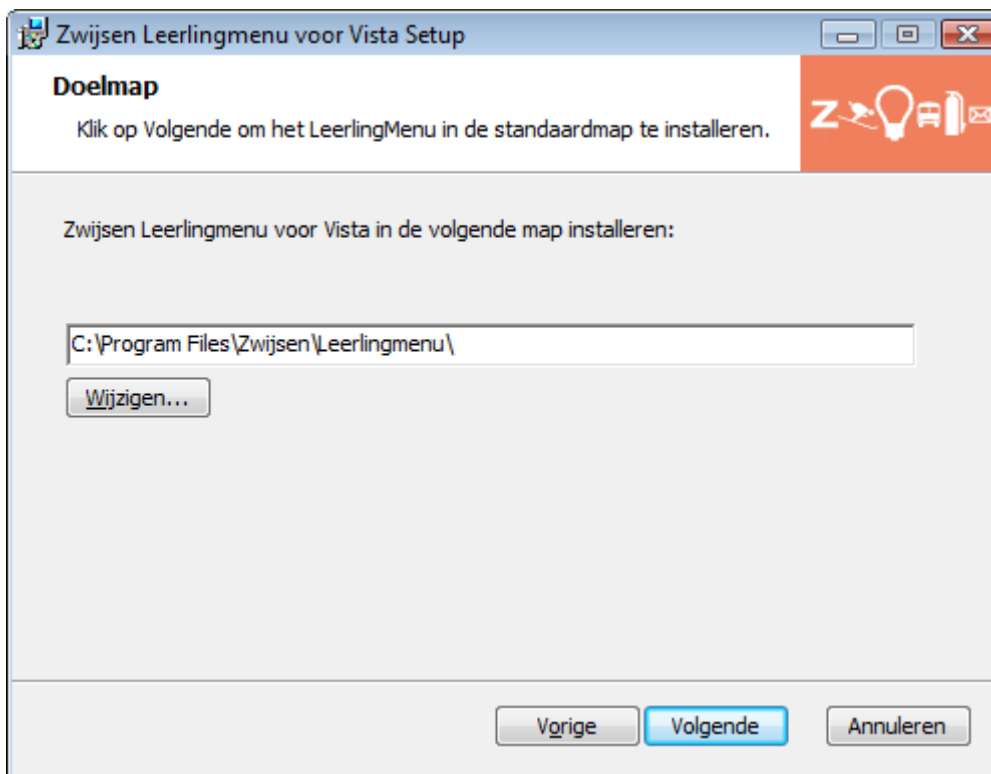 Zwijsen Leerlingmenu voor Vista Setup
Doelmap
Klik op Volgende om het LeerlingMenu in de standaardmap te installeren.
Z
Zwijsen Leerlingmenu voor Vista in de volgende map installeren:
C:\Program Files\Zwijsen\Leerlingmenu\
Wijzigen...
Vorige Volgende Annuleren